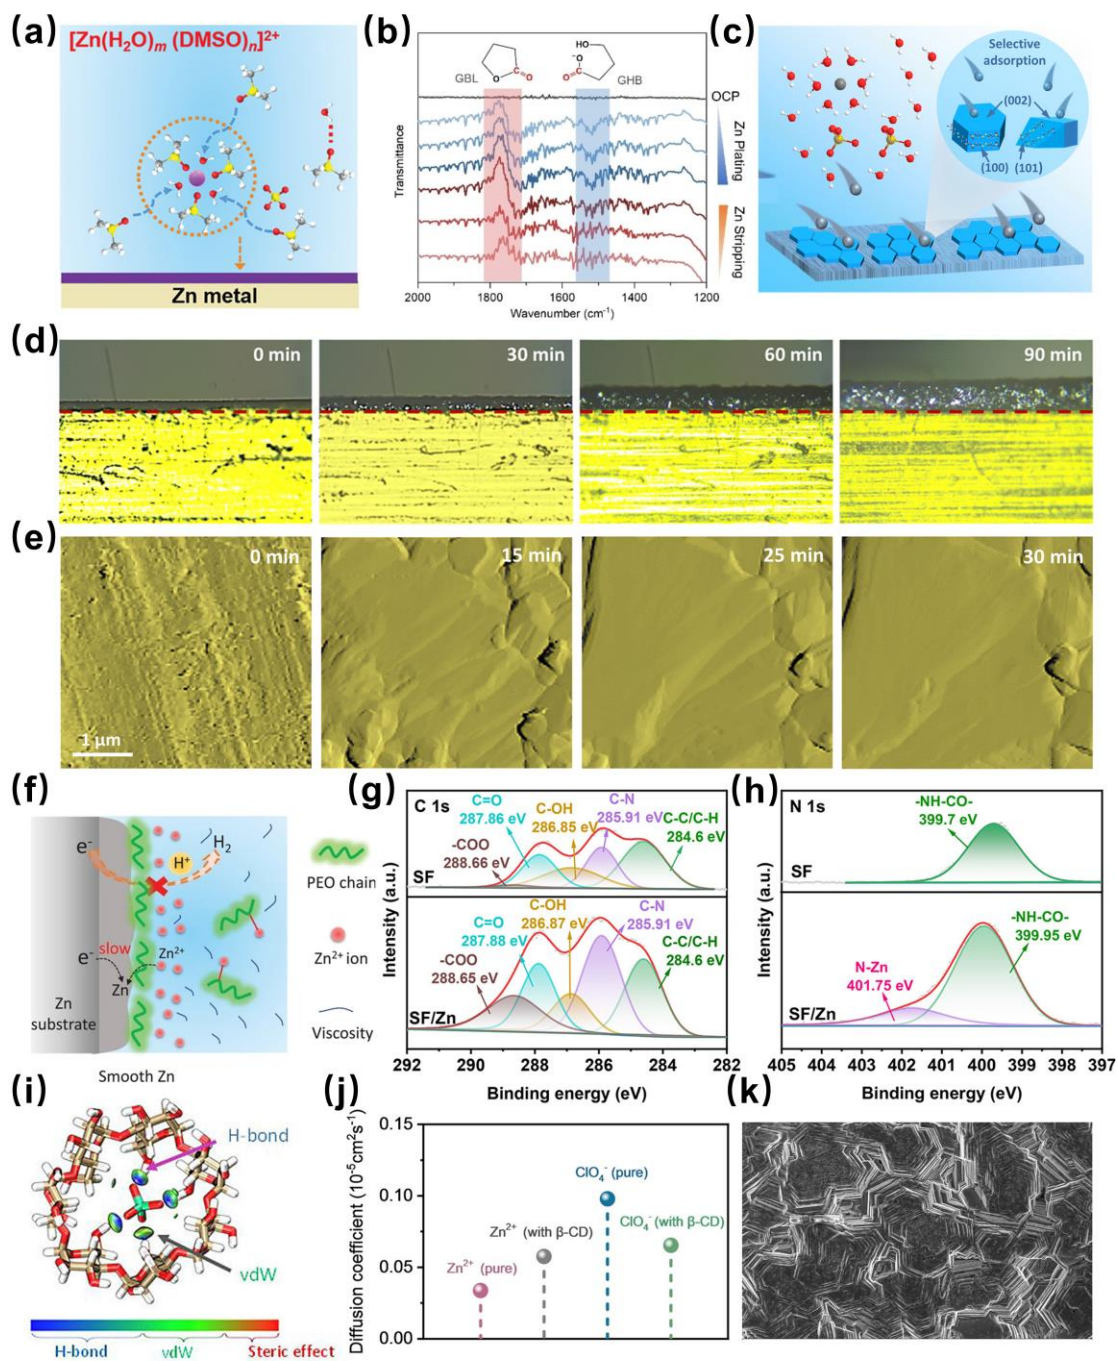 (a)
[Zn(H2O)m (DMSO)n]2+
Zn metal
(b)
GBL
O
O
HO
-O
O
GHB
OCP
Zn Plating
Zn Stripping
Transmittance
2000 1800 1600 1400 1200
Wavenumber (cm-1)
(c)
Selective
adsorption
(002)
(100) (101)
(d)
0 min
30 min
60 min
90 min
(e)
0 min
15 min
25 min
30 min
1 μm
(f)
e-
H+
H2
slow
e-
Zn2+
Zn
Zn
substrate
Smooth Zn
PEO chain
Zn2+ ion
Viscosity
(g)
C 1s
C=O
287.86 eV
C-OH
286.85 eV
C-N
285.91 eV
C-C/C-H
284.6 eV
-COO
288.66 eV
SF
C=O
287.88 eV
C-OH
286.87 eV
C-N
285.91 eV
C-C/C-H
284.6 eV
-COO
288.65 eV
SF/Zn
Intensity (a.u.)
292 290 288 286 284 282
Binding energy (eV)
(h)
N 1s
-NH-CO-
399.7 eV
SF
-NH-CO-
399.95 eV
N-Zn
401.75 eV
SF/Zn
Intensity (a.u.)
405 404 403 402 401 400 399 398 397
Binding energy (eV)
(i)
H-bond
vdW
H-bond vdW Steric effect
(j)
Diffusion coefficient (10-5cm2s-1)
0.15
0.10
0.05
0.00
Zn2+ (pure)
Zn2+ (with β-CD)
ClO4- (pure)
ClO4- (with β-CD)
(k)